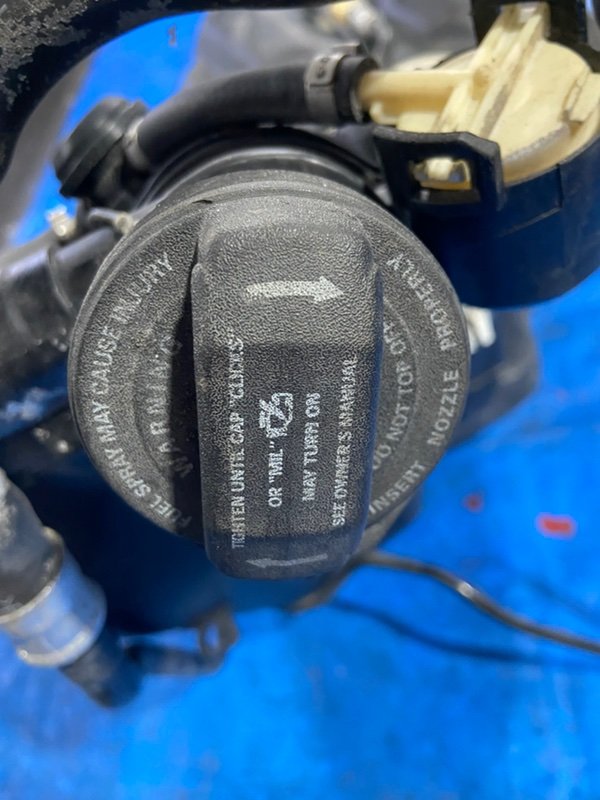 FUEL SPRAY MAY CAUSE INJURY
WARNING
TIGHTEN UNTIL CAP "CLICKS"
OR "MIL"
MAY TURN ON
SEE OWNER'S MANUAL
DO NOT TOP OFF
INSERT NOZZLE PROPERLY